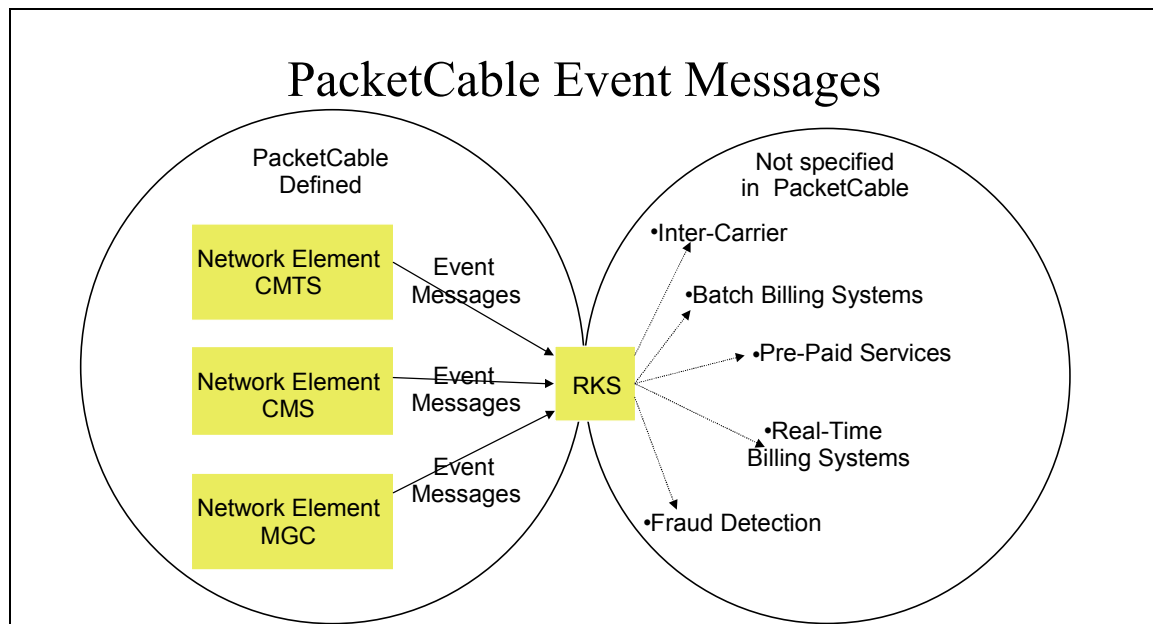 PacketCable Event Messages
PacketCable
Defined
Network Element
CMTS
Event
Messages
Network Element
CMS
Event
Messages
Network Element
MGC
Event
Messages
RKS
Not specified
in PacketCable
•Inter-Carrier
•Batch Billing Systems
•Pre-Paid Services
•Real-Time
Billing Systems
•Fraud Detection